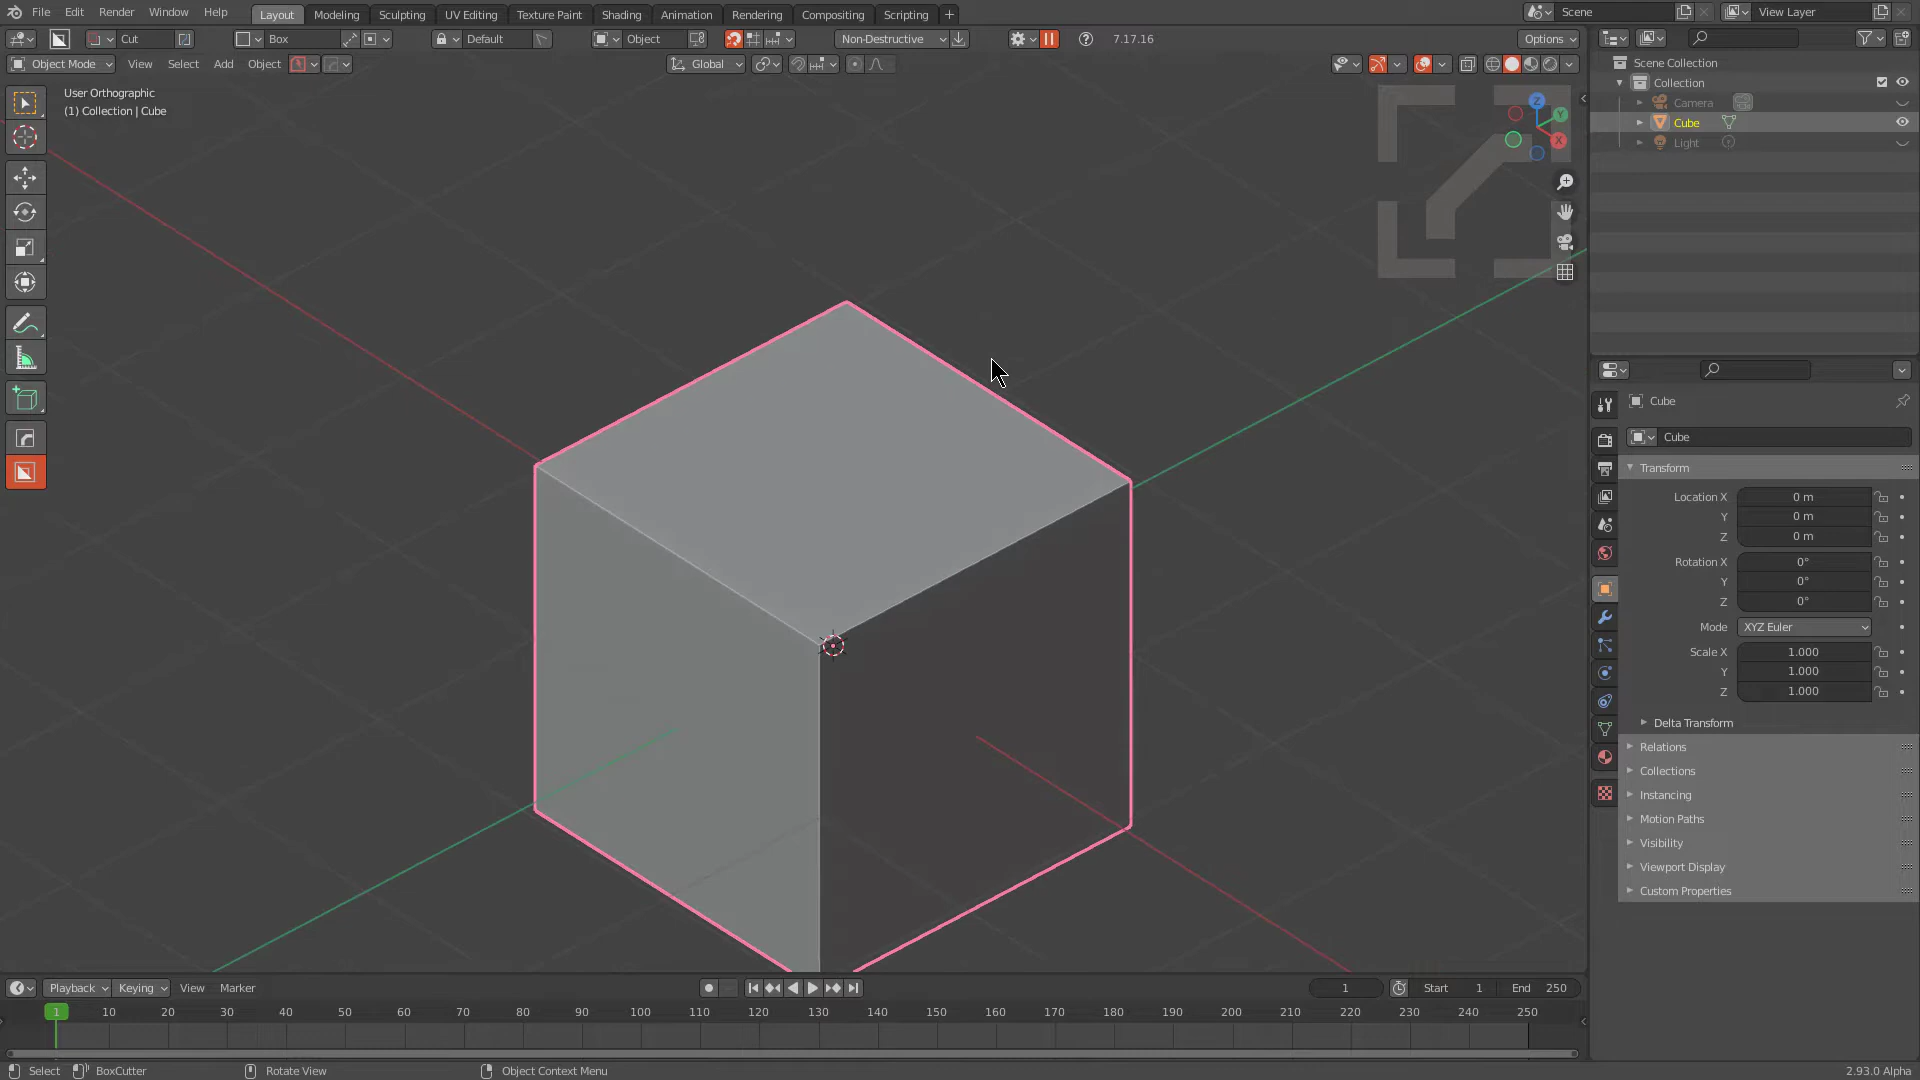 File Edit Render Window Help Layout Modeling Sculpting UV Editing Texture Paint Shading Animation Rendering Compositing Scripting + Scene View Layer
Cut Box Default Object Non-Destructive 7.17.16 Options
Object Mode View Select Add Object Global
User Orthographic
(1) Collection | Cube
Z
Y
X
Scene Collection
Collection
Camera
Cube
Light
Cube
Cube
Transform
Location X 0 m
Y 0 m
Z 0 m
Rotation X 0°
Y 0°
Z 0°
Mode XYZ Euler
Scale X 1.000
Y 1.000
Z 1.000
Delta Transform
Relations
Collections
Instancing
Motion Paths
Visibility
Viewport Display
Custom Properties
Playback Keying View Marker 1 Start 1 End 250
1 10 20 30 40 50 60 70 80 90 100 110 120 130 140 150 160 170 180 190 200 210 220 230 240 250
Select BoxCutter Rotate View Object Context Menu 2.93.0 Alpha